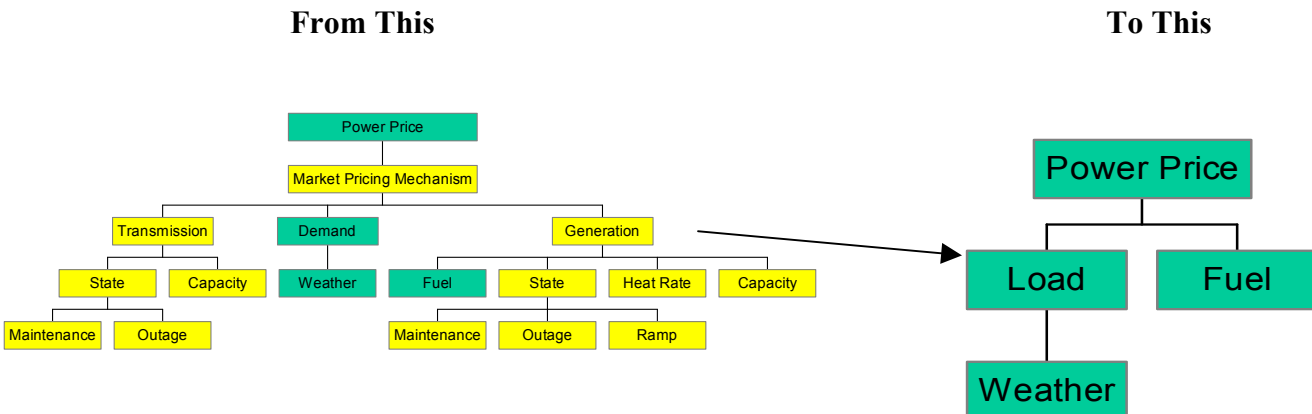 From This
To This
Power Price
Market Pricing Mechanism
Transmission
Demand
Generation
State
Capacity
Weather
Fuel
State
Heat Rate
Capacity
Maintenance
Outage
Maintenance
Outage
Ramp
Power Price
Load
Fuel
Weather